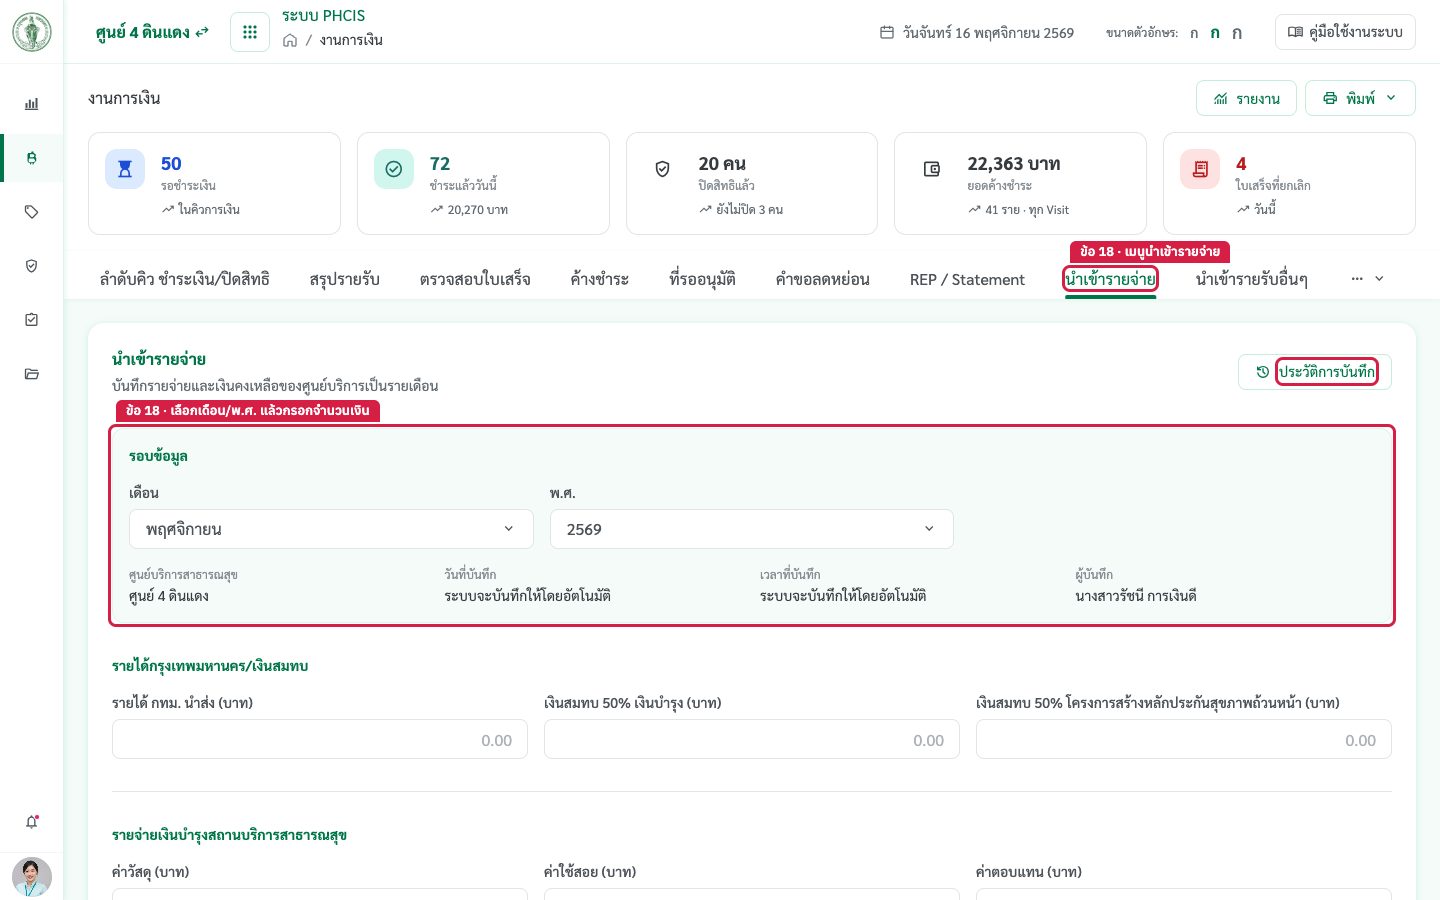 ศูนย์ 4 ดินแดง
ระบบ PHCIS
/ งานการเงิน
วันจันทร์ 16 พฤศจิกายน 2569
ขนาดตัวอักษร: ก ก ก
คู่มือใช้งานระบบ
งานการเงิน
รายงาน
พิมพ์
50
รอชำระเงิน
ในคิวการเงิน
72
ชำระแล้ววันนี้
20,270 บาท
20 คน
ปิดสิทธิแล้ว
ยังไม่ปิด 3 คน
22,363 บาท
ยอดค้างชำระ
41 ราย · ทุก Visit
4
ใบเสร็จที่ยกเลิก
วันนี้
ข้อ 18 · เมนูนำเข้ารายจ่าย
ลำดับคิว ชำระเงิน/ปิดสิทธิ
สรุปรายรับ
ตรวจสอบใบเสร็จ
ค้างชำระ
ที่รออนุมัติ
คำขอลดหย่อน
REP / Statement
นำเข้ารายจ่าย
นำเข้ารายรับอื่นๆ
นำเข้ารายจ่าย
บันทึกรายจ่ายและเงินคงเหลือของศูนย์บริการเป็นรายเดือน
ประวัติการบันทึก
ข้อ 18 · เลือกเดือน/พ.ศ. แล้วกรอกจำนวนเงิน
รอบข้อมูล
เดือน
พ.ศ.
พฤศจิกายน
2569
ศูนย์บริการสาธารณสุข
วันที่บันทึก
เวลาที่บันทึก
ผู้บันทึก
ศูนย์ 4 ดินแดง
ระบบจะบันทึกให้โดยอัตโนมัติ
ระบบจะบันทึกให้โดยอัตโนมัติ
นางสาวรัชนี การเงินดี
รายได้กรุงเทพมหานคร/เงินสมทบ
รายได้ กทม. นำส่ง (บาท)
เงินสมทบ 50% เงินบำรุง (บาท)
เงินสมทบ 50% โครงการสร้างหลักประกันสุขภาพถ้วนหน้า (บาท)
0.00
0.00
0.00
รายจ่ายเงินบำรุงสถานบริการสาธารณสุข
ค่าวัสดุ (บาท)
ค่าใช้สอย (บาท)
ค่าตอบแทน (บาท)